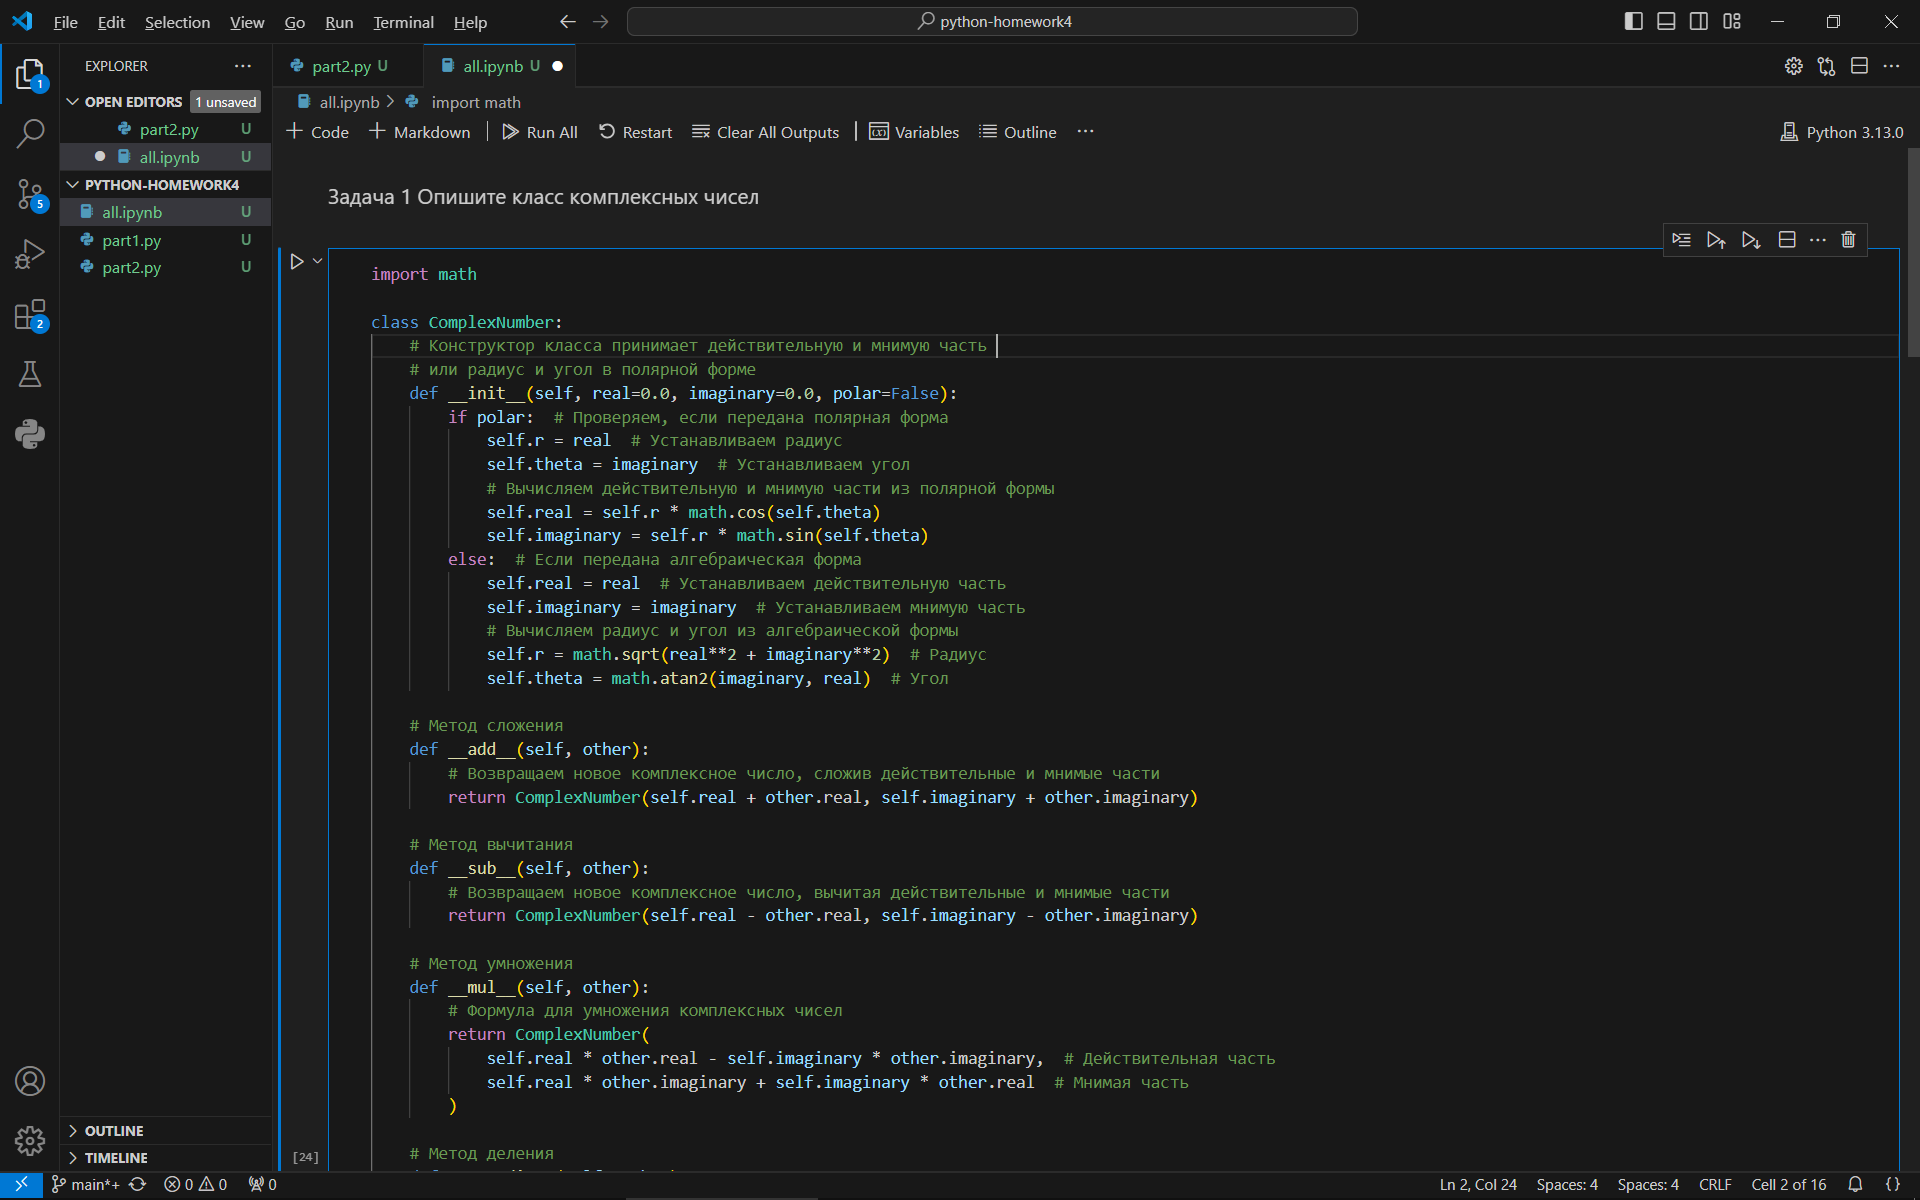 File Edit Selection View Go Run Terminal Help
python-homework4
EXPLORER
part2.py U
all.ipynb U
OPEN EDITORS 1 unsaved
part2.py U
all.ipynb U
PYTHON-HOMEWORK4
all.ipynb U
part1.py U
part2.py U
all.ipynb > import math
Code Markdown Run All Restart Clear All Outputs Variables Outline
Python 3.13.0
Задача 1 Опишите класс комплексных чисел
import math
class ComplexNumber:
# Конструктор класса принимает действительную и мнимую часть
# или радиус и угол в полярной форме
def __init__(self, real=0.0, imaginary=0.0, polar=False):
if polar:  # Проверяем, если передана полярная форма
self.r = real  # Устанавливаем радиус
self.theta = imaginary  # Устанавливаем угол
# Вычисляем действительную и мнимую части из полярной формы
self.real = self.r * math.cos(self.theta)
self.imaginary = self.r * math.sin(self.theta)
else:  # Если передана алгебраическая форма
self.real = real  # Устанавливаем действительную часть
self.imaginary = imaginary  # Устанавливаем мнимую часть
# Вычисляем радиус и угол из алгебраической формы
self.r = math.sqrt(real**2 + imaginary**2)  # Радиус
self.theta = math.atan2(imaginary, real)  # Угол
# Метод сложения
def __add__(self, other):
# Возвращаем новое комплексное число, сложив действительные и мнимые части
return ComplexNumber(self.real + other.real, self.imaginary + other.imaginary)
# Метод вычитания
def __sub__(self, other):
# Возвращаем новое комплексное число, вычитая действительные и мнимые части
return ComplexNumber(self.real - other.real, self.imaginary - other.imaginary)
# Метод умножения
def __mul__(self, other):
# Формула для умножения комплексных чисел
return ComplexNumber(
self.real * other.real - self.imaginary * other.imaginary,  # Действительная часть
self.real * other.imaginary + self.imaginary * other.real  # Мнимая часть
)
# Метод деления
[24]
OUTLINE
TIMELINE
1
5
2
main*+ 0 0 0
Ln 2, Col 24 Spaces: 4 Spaces: 4 CRLF Cell 2 of 16